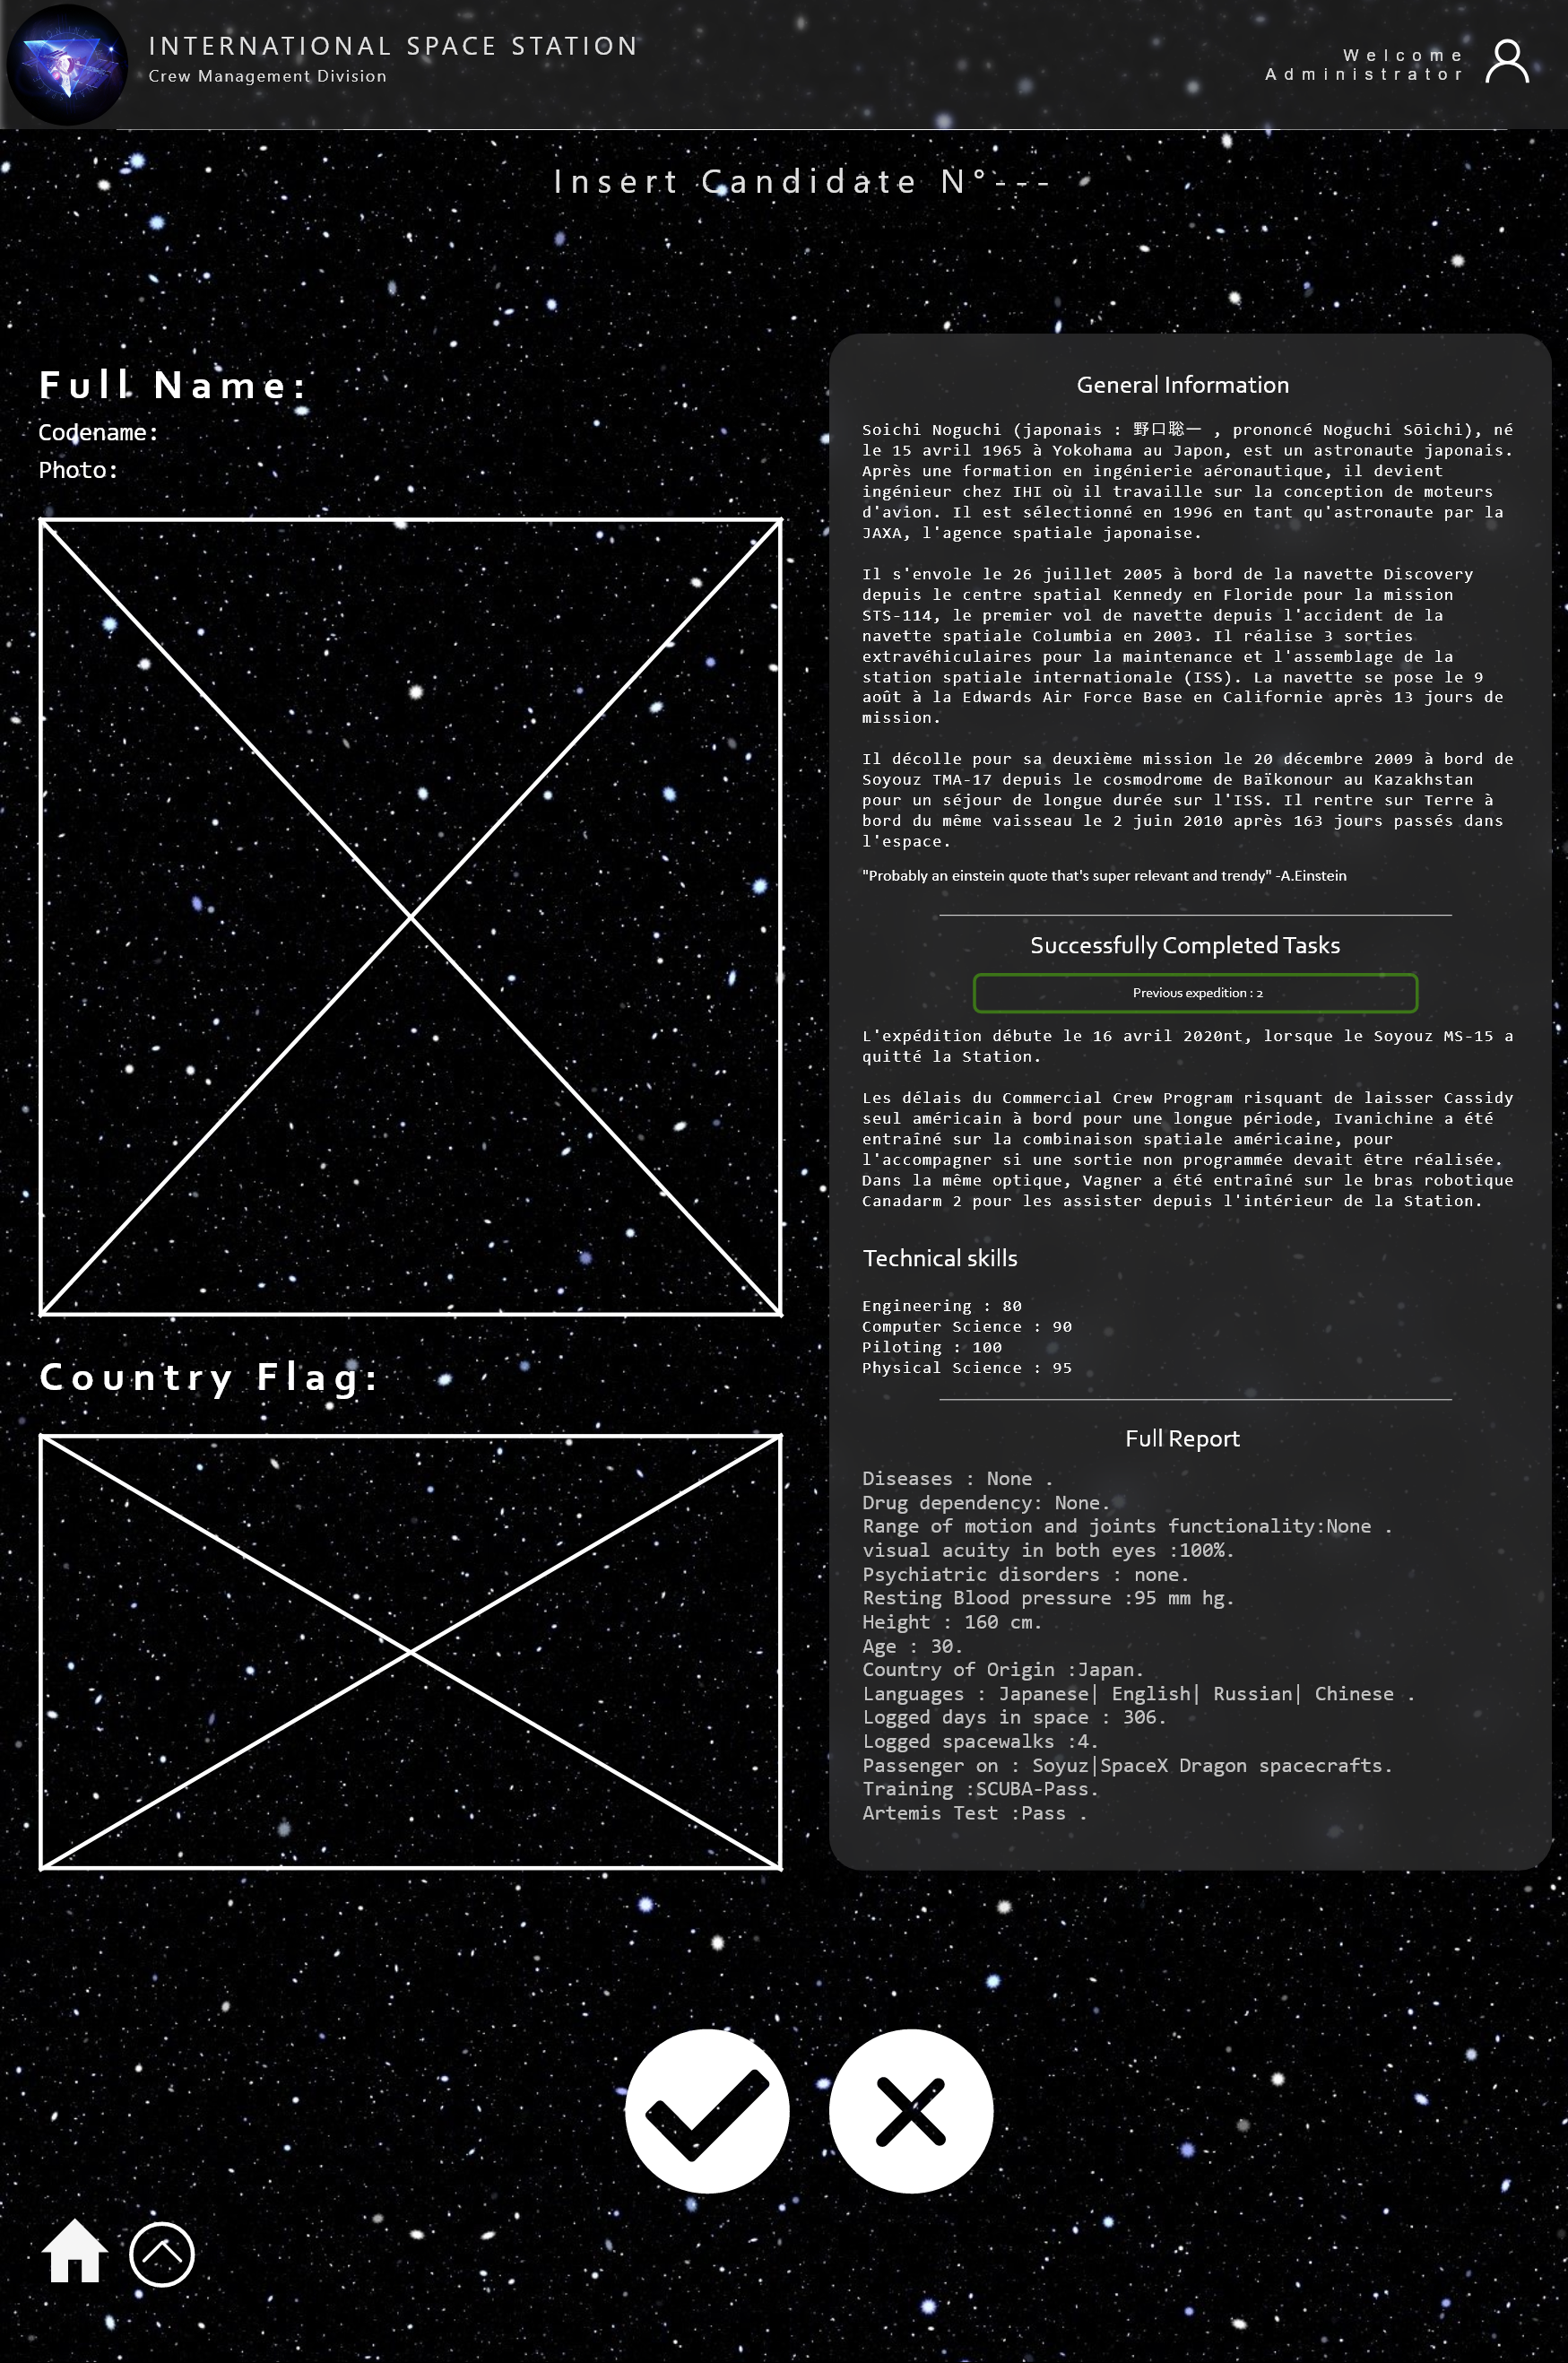 INTERNATIONAL SPACE STATION
Crew Management Division
Welcome
Administrator
Insert Candidate N°---
Full Name:
Codename:
Photo:
Country Flag:
General Information
Soichi Noguchi (japonais : 野口聡一 , prononcé Noguchi Sōichi), né
le 15 avril 1965 à Yokohama au Japon, est un astronaute japonais.
Après une formation en ingénierie aéronautique, il devient
ingénieur chez IHI où il travaille sur la conception de moteurs
d'avion. Il est sélectionné en 1996 en tant qu'astronaute par la
JAXA, l'agence spatiale japonaise.
Il s'envole le 26 juillet 2005 à bord de la navette Discovery
depuis le centre spatial Kennedy en Floride pour la mission
STS-114, le premier vol de navette depuis l'accident de la
navette spatiale Columbia en 2003. Il réalise 3 sorties
extravéhiculaires pour la maintenance et l'assemblage de la
station spatiale internationale (ISS). La navette se pose le 9
août à la Edwards Air Force Base en Californie après 13 jours de
mission.
Il décolle pour sa deuxième mission le 20 décembre 2009 à bord de
Soyouz TMA-17 depuis le cosmodrome de Baïkonour au Kazakhstan
pour un séjour de longue durée sur l'ISS. Il rentre sur Terre à
bord du même vaisseau le 2 juin 2010 après 163 jours passés dans
l'espace.
"Probably an einstein quote that's super relevant and trendy" -A.Einstein
Successfully Completed Tasks
Previous expedition : 2
L'expédition débute le 16 avril 2020nt, lorsque le Soyouz MS-15 a
quitté la Station.
Les délais du Commercial Crew Program risquant de laisser Cassidy
seul américain à bord pour une longue période, Ivanichine a été
entraîné sur la combinaison spatiale américaine, pour
l'accompagner si une sortie non programmée devait être réalisée.
Dans la même optique, Vagner a été entraîné sur le bras robotique
Canadarm 2 pour les assister depuis l'intérieur de la Station.
Technical skills
Engineering : 80
Computer Science : 90
Piloting : 100
Physical Science : 95
Full Report
Diseases : None .
Drug dependency: None.
Range of motion and joints functionality:None .
visual acuity in both eyes :100%.
Psychiatric disorders : none.
Resting Blood pressure :95 mm hg.
Height : 160 cm.
Age : 30.
Country of Origin :Japan.
Languages : Japanese| English| Russian| Chinese .
Logged days in space : 306.
Logged spacewalks :4.
Passenger on : Soyuz|SpaceX Dragon spacecrafts.
Training :SCUBA-Pass.
Artemis Test :Pass .